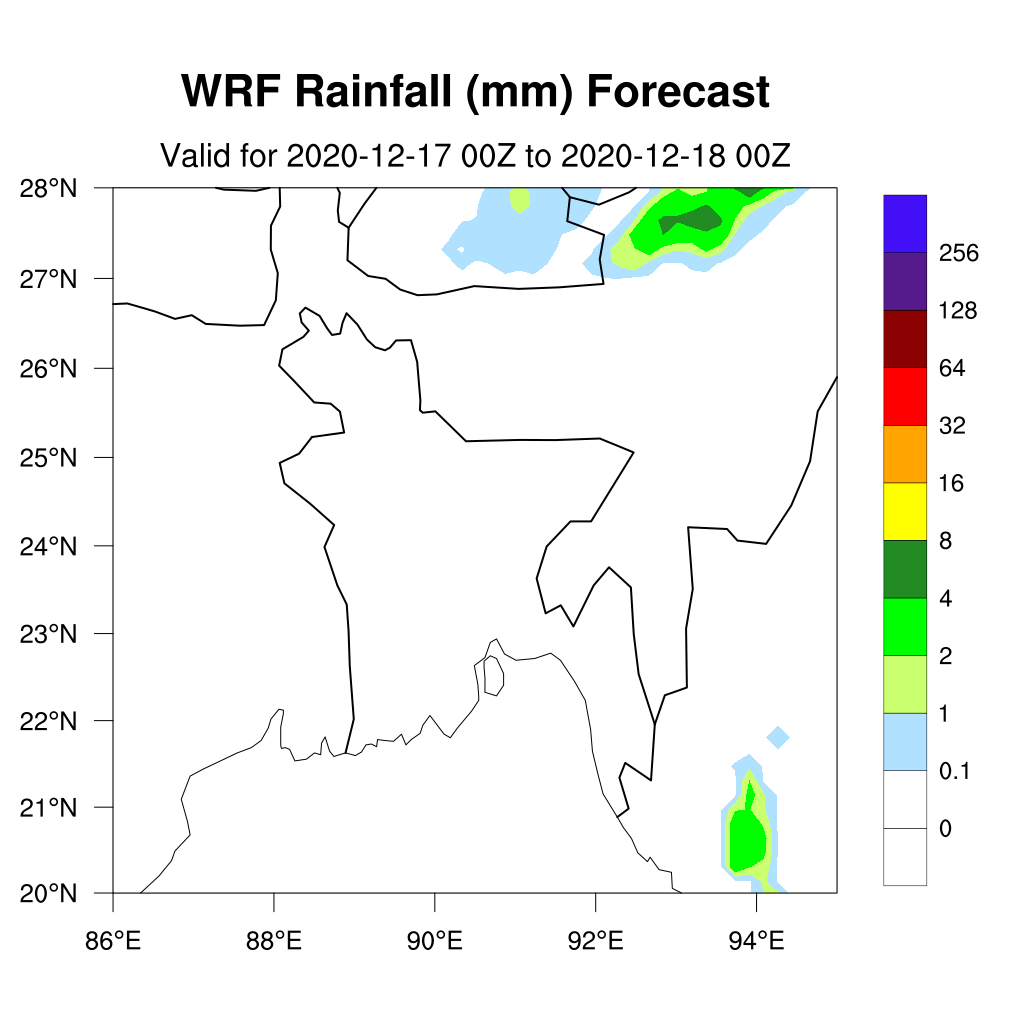 WRF Rainfall (mm) Forecast
Valid for 2020-12-17 00Z to 2020-12-18 00Z
28°N
27°N
26°N
25°N
24°N
23°N
22°N
21°N
20°N
86°E 88°E 90°E 92°E 94°E
256
128
64
32
16
8
4
2
1
0.1
0